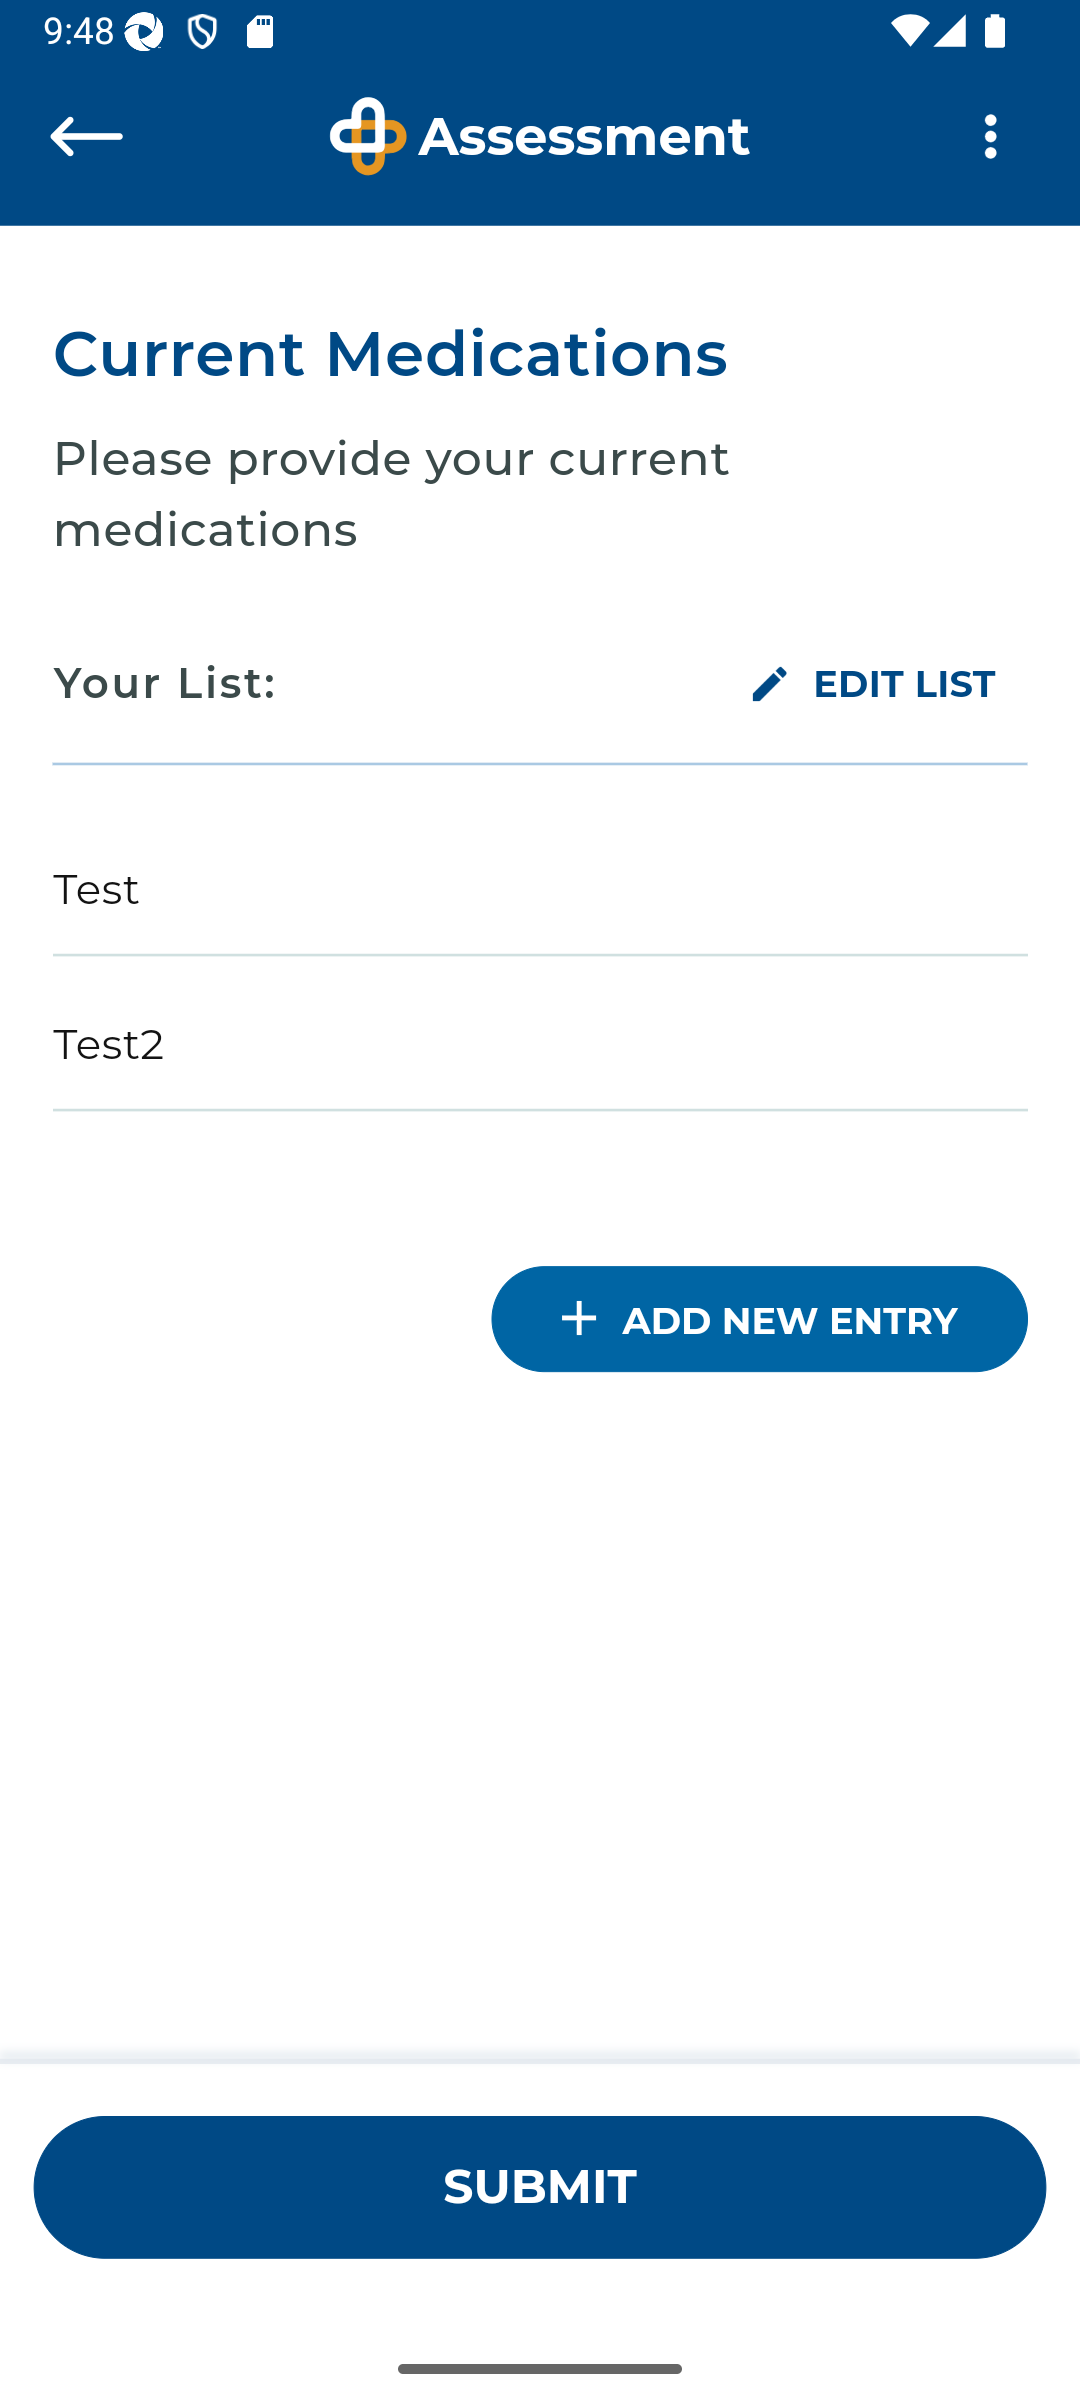 9:48
Assessment
Current Medications
Please provide your current
medications
Your List:
EDIT LIST
Test
Test2
ADD NEW ENTRY
SUBMIT